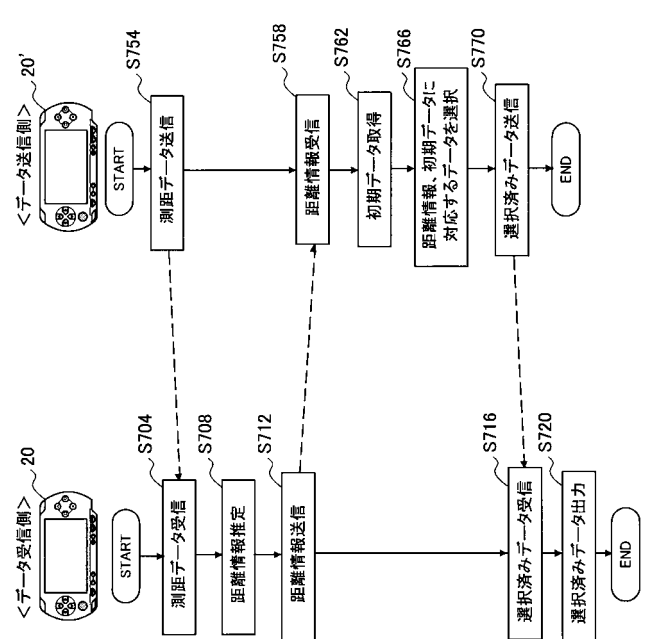 <データ受信側>
20
START
S704
測距データ受信
S708
距離情報推定
S712
距離情報送信
S716
選択済みデータ受信
S720
選択済みデータ出力
END
<データ送信側>
20'
START
S754
測距データ送信
S758
距離情報受信
S762
初期データ取得
S766
距離情報、初期データに
対応するデータを選択
S770
選択済みデータ送信
END